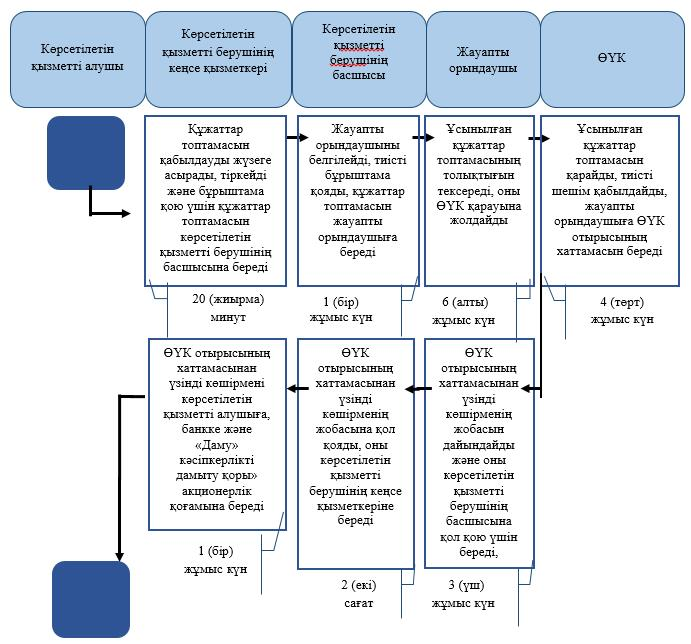 Көрсетілетін
қызметті алушы
Көрсетілетін
қызметті берушінің
кеңсе қызметкері
Көрсетілетін
қызметті
берушінің
басшысы
Жауапты
орындаушы
ӨҮК
Құжаттар
топтамасын
қабылдауды жүзеге
асырады, тіркейді
және бұрыштама
қою үшін құжаттар
топтамасын
көрсетілетін
қызметті берушінің
басшысына береді
Жауапты
орындаушыны
белгілейді, тиісті
бұрыштама
қояды, құжаттар
топтамасын
жауапты
орындаушыға
береді
Ұсынылған
құжаттар
топтамасының
толықтығын
тексереді, оны
ӨҮК қарауына
жолдайды
Ұсынылған
құжаттар
топтамасын
қарайды, тиісті
шешім қабылдайды,
жауапты
орындаушыға ӨҮК
отырысының
хаттамасын береді
20 (жиырма)
минут
1 (бір)
жұмыс күн
6 (алты)
жұмыс күн
4 (төрт)
жұмыс күн
ӨҮК отырысының
хаттамасынан
үзінді көшірмені
көрсетілетін
қызметті алушыға,
банкке және
«Даму»
кәсіпкерлікті
дамыту қоры»
акционерлік
қоғамына береді
ӨҮК
отырысының
хаттамасынан
үзінді
көшірменің
жобасына қол
қояды, оны
көрсетілетін
қызметті
берушінің кеңсе
қызметкеріне
береді
ӨҮК
отырысының
хаттамасынан
үзінді
көшірменің
жобасын
дайындайды
және оны
көрсетілетін
қызметті
берушінің
басшысына
қол қою үшін
береді,
1 (бір)
жұмыс күн
2 (екі)
сағат
3 (үш)
жұмыс күн